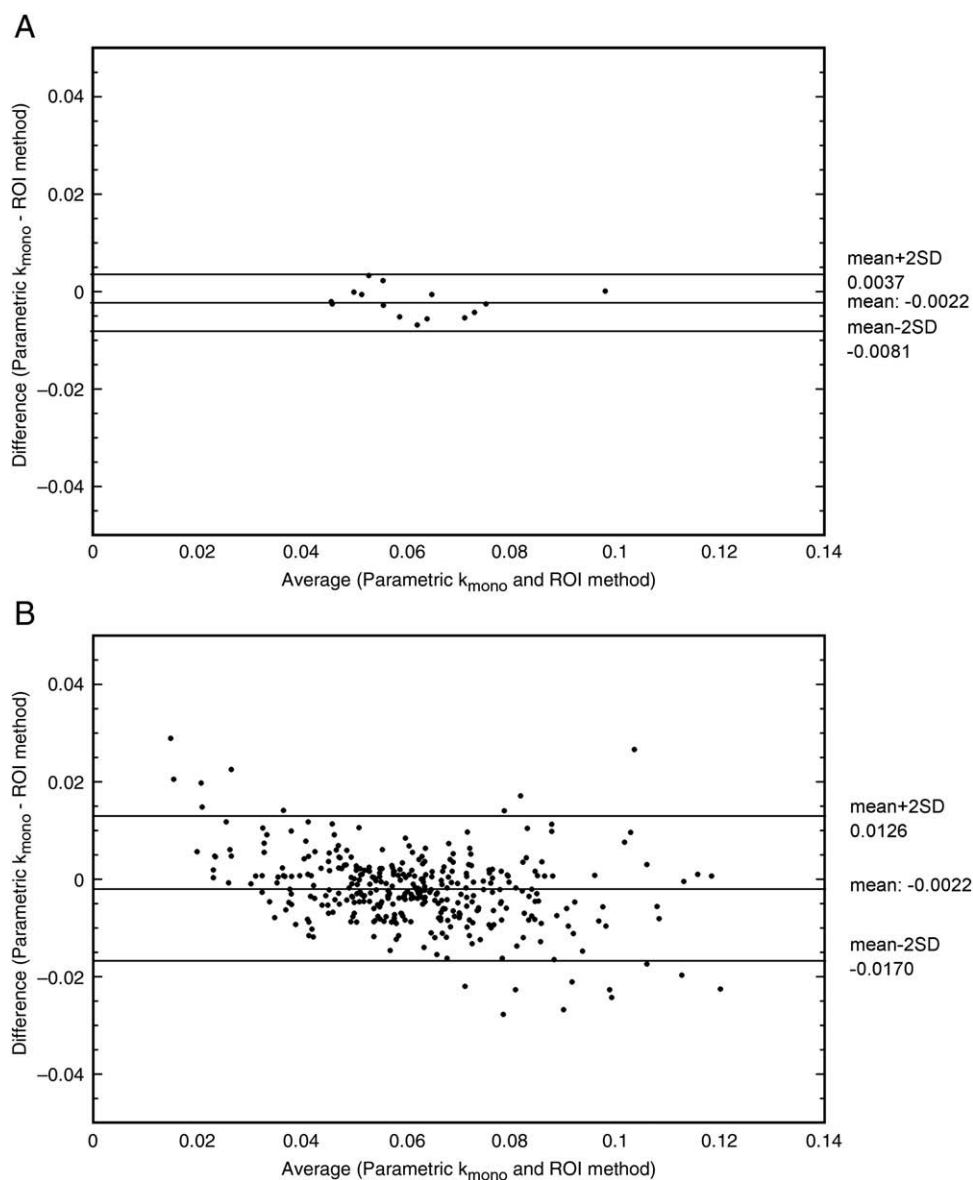 A
Difference (Parametric kmono - ROI method)
0.04
0.02
0
−0.02
−0.04
mean+2SD
0.0037
mean: -0.0022
mean-2SD
-0.0081
0 0.02 0.04 0.06 0.08 0.1 0.12 0.14
Average (Parametric kmono and ROI method)
B
Difference (Parametric kmono - ROI method)
0.04
0.02
0
−0.02
−0.04
mean+2SD
0.0126
mean: -0.0022
mean-2SD
-0.0170
0 0.02 0.04 0.06 0.08 0.1 0.12 0.14
Average (Parametric kmono and ROI method)